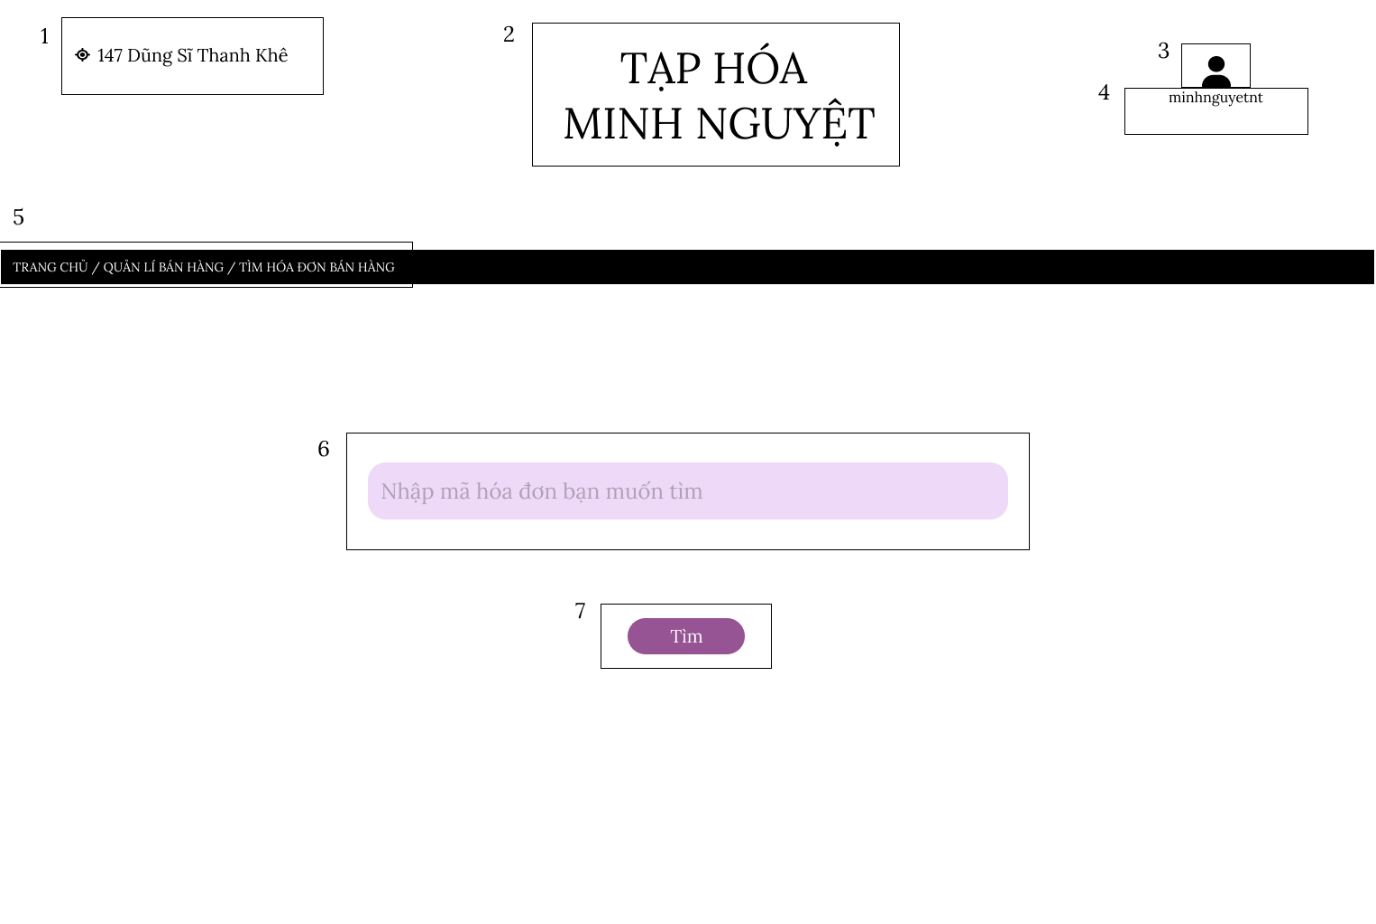 1
147 Dũng Sĩ Thanh Khê
2
TẠP HÓA
MINH NGUYỆT
3
4
minhnguyetnt
5
TRANG CHỦ / QUẢN LÍ BÁN HÀNG / TÌM HÓA ĐƠN BÁN HÀNG
6
Nhập mã hóa đơn bạn muốn tìm
7
Tìm